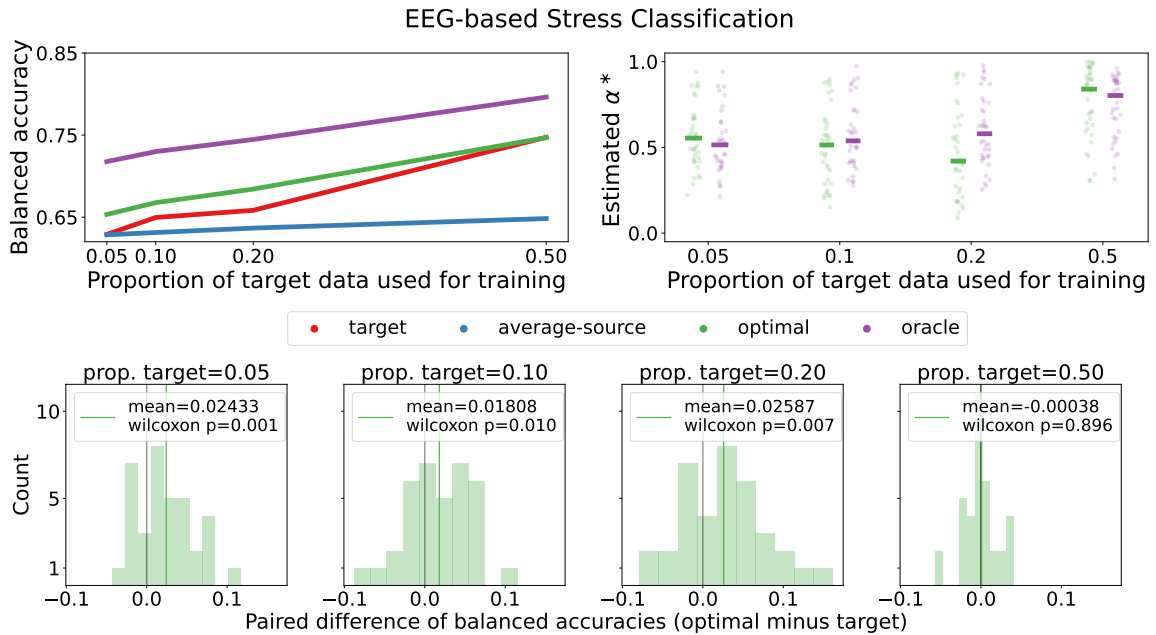 EEG-based Stress Classification
Balanced accuracy
0.85
0.75
0.65
0.05
0.10
0.20
0.50
Proportion of target data used for training
Estimated α*
1.0
0.5
0.0
0.05
0.1
0.2
0.5
Proportion of target data used for training
target
average-source
optimal
oracle
prop. target=0.05
mean=0.02433
wilcoxon p=0.001
prop. target=0.10
mean=0.01808
wilcoxon p=0.010
prop. target=0.20
mean=0.02587
wilcoxon p=0.007
prop. target=0.50
mean=-0.00038
wilcoxon p=0.896
Count
10
5
1
−0.1
0.0
0.1
−0.1
0.0
0.1
−0.1
0.0
0.1
−0.1
0.0
0.1
Paired difference of balanced accuracies (optimal minus target)